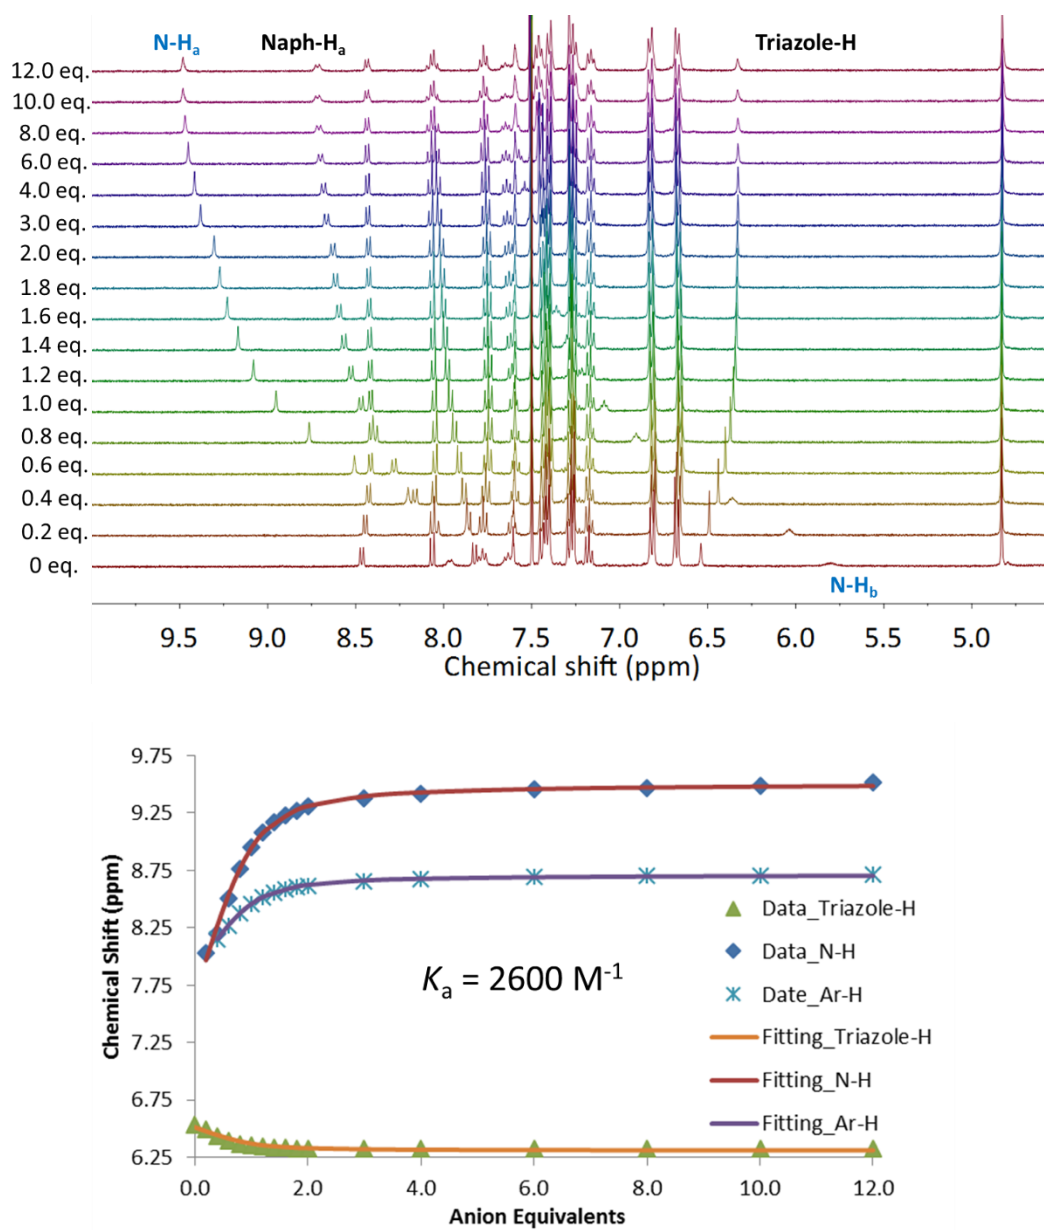 N-Hₐ Naph-Hₐ Triazole-H
12.0 eq.
10.0 eq.
8.0 eq.
6.0 eq.
4.0 eq.
3.0 eq.
2.0 eq.
1.8 eq.
1.6 eq.
1.4 eq.
1.2 eq.
1.0 eq.
0.8 eq.
0.6 eq.
0.4 eq.
0.2 eq.
0 eq.
N-H_b
9.5 9.0 8.5 8.0 7.5 7.0 6.5 6.0 5.5 5.0
Chemical shift (ppm)
9.75
9.25
8.75
8.25
7.75
7.25
6.75
6.25
Chemical Shift (ppm)
Kₐ = 2600 M⁻¹
Data_Triazole-H
Data_N-H
Date_Ar-H
Fitting_Triazole-H
Fitting_N-H
Fitting_Ar-H
0.0 2.0 4.0 6.0 8.0 10.0 12.0
Anion Equivalents